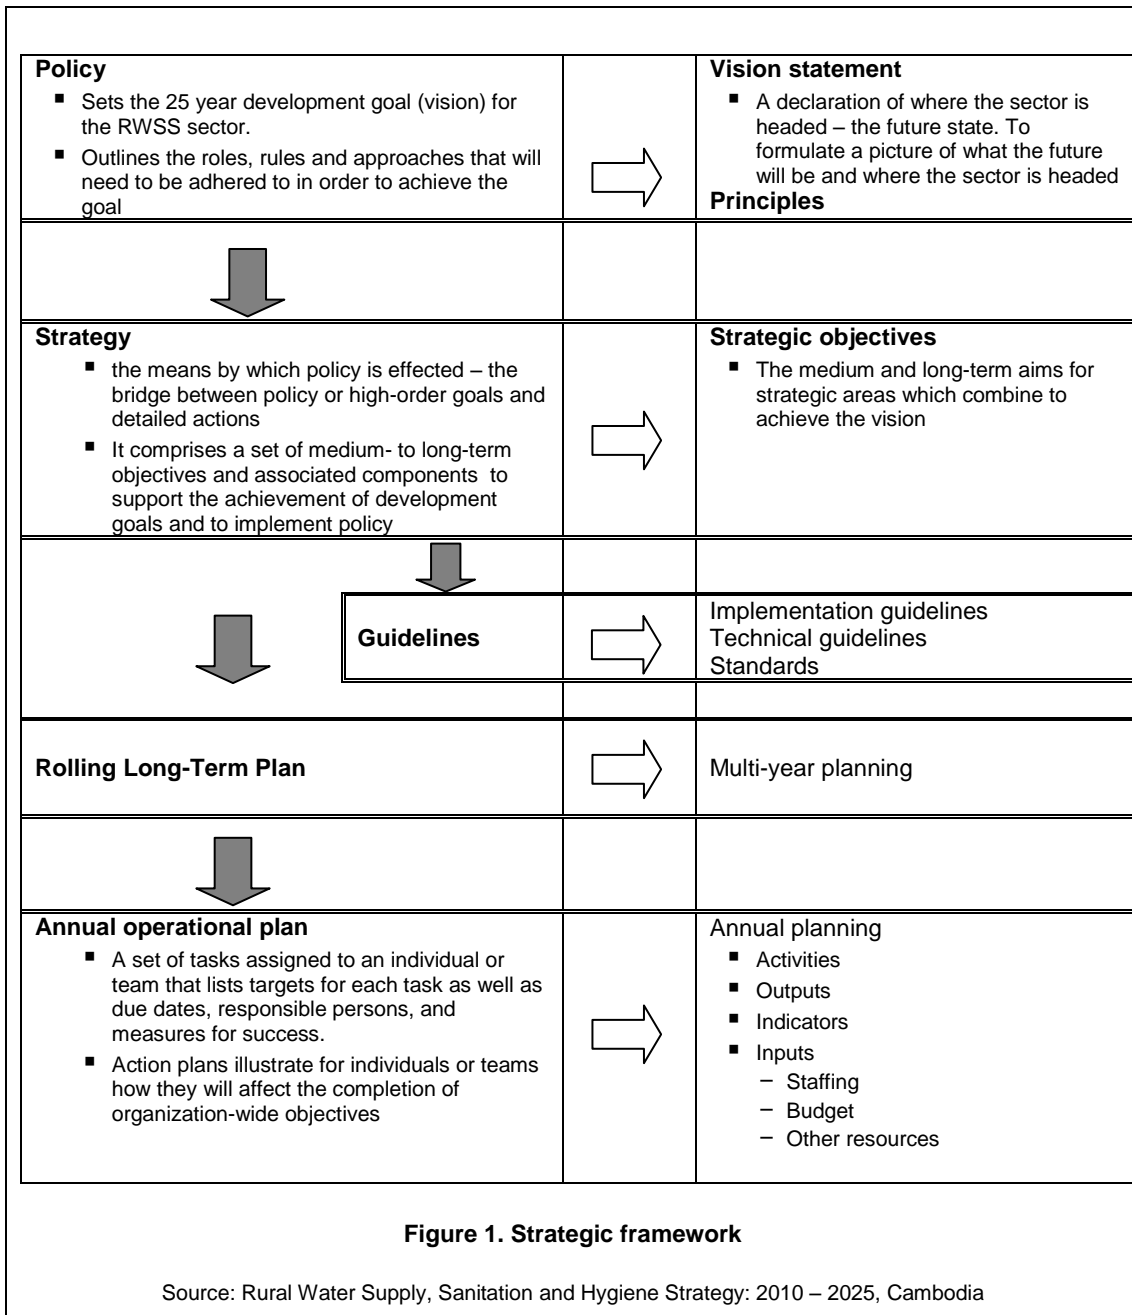 Policy
▪ Sets the 25 year development goal (vision) for
the RWSS sector.
▪ Outlines the roles, rules and approaches that will
need to be adhered to in order to achieve the
goal
Vision statement
▪ A declaration of where the sector is
headed – the future state. To
formulate a picture of what the future
will be and where the sector is headed
Principles
Strategy
▪ the means by which policy is effected – the
bridge between policy or high-order goals and
detailed actions
▪ It comprises a set of medium- to long-term
objectives and associated components to
support the achievement of development
goals and to implement policy
Strategic objectives
▪ The medium and long-term aims for
strategic areas which combine to
achieve the vision
Guidelines
Implementation guidelines
Technical guidelines
Standards
Rolling Long-Term Plan
Multi-year planning
Annual operational plan
▪ A set of tasks assigned to an individual or
team that lists targets for each task as well as
due dates, responsible persons, and
measures for success.
▪ Action plans illustrate for individuals or teams
how they will affect the completion of
organization-wide objectives
Annual planning
▪ Activities
▪ Outputs
▪ Indicators
▪ Inputs
– Staffing
– Budget
– Other resources
Figure 1. Strategic framework
Source: Rural Water Supply, Sanitation and Hygiene Strategy: 2010 – 2025, Cambodia